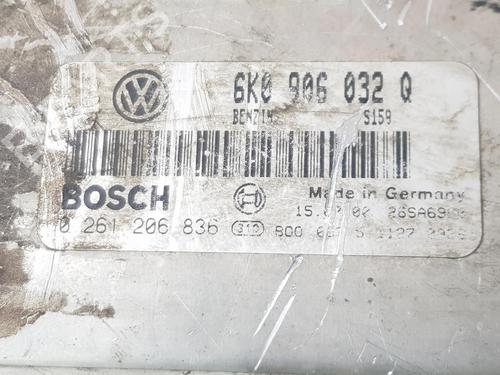 6K0 906 032 Q
BENZIN S159
BOSCH Made in Germany
0 261 206 836